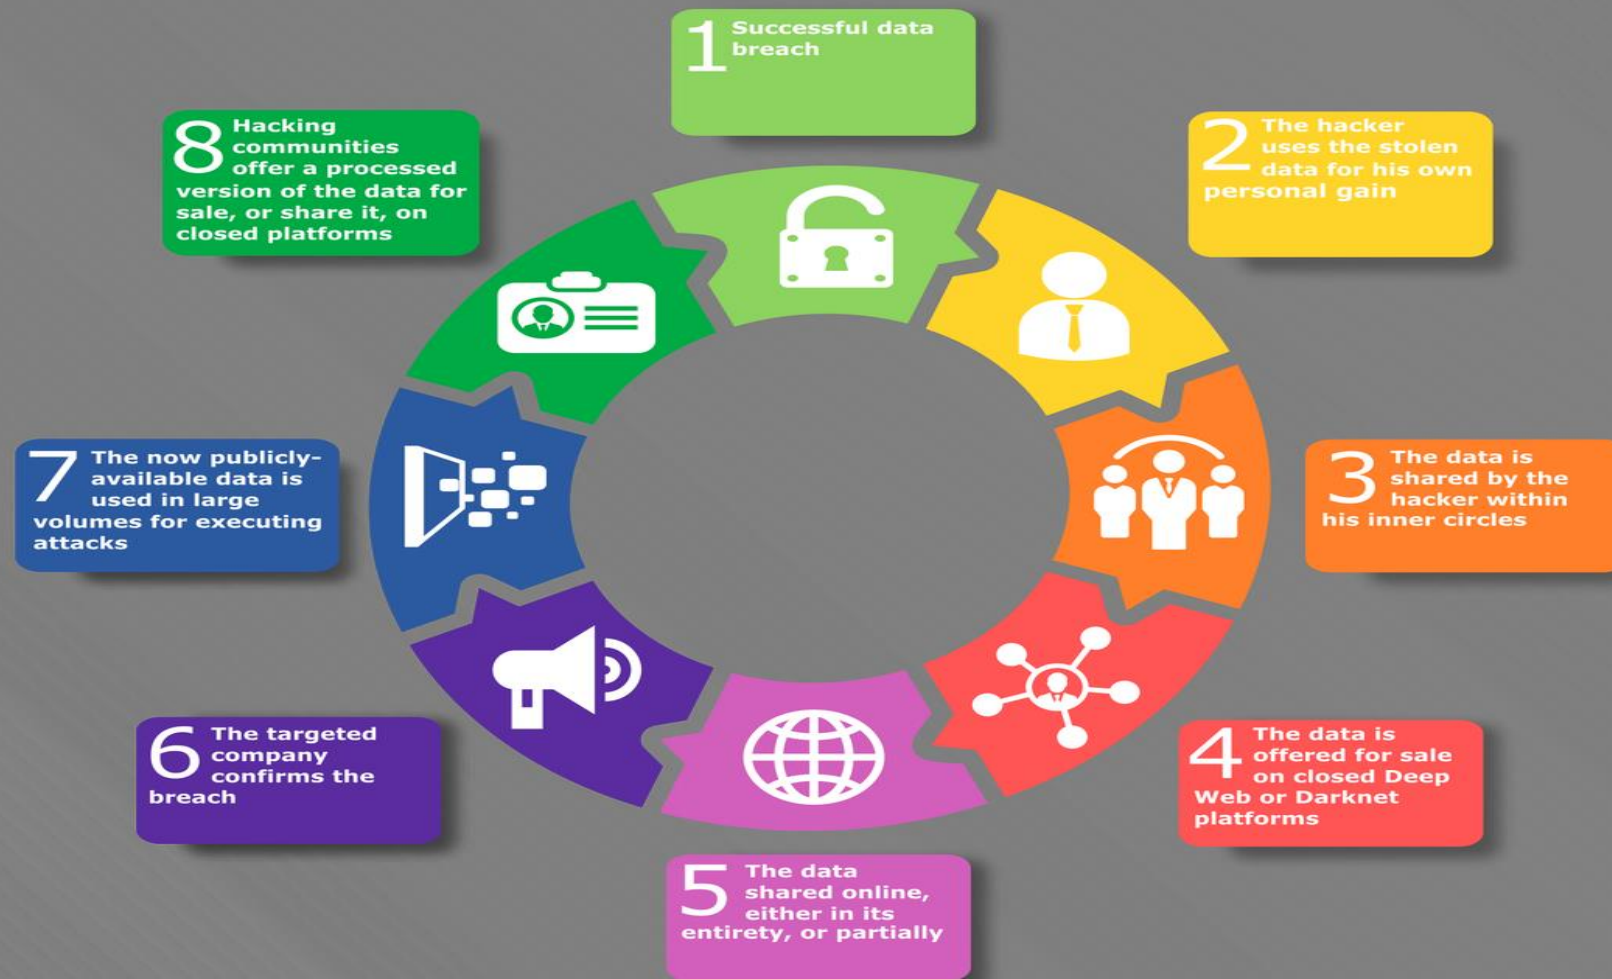 1 Successful data
breach
2 The hacker
uses the stolen
data for his own
personal gain
3 The data is
shared by the
hacker within
his inner circles
4 The data is
offered for sale
on closed Deep
Web or Darknet
platforms
5 The data
shared online,
either in its
entirety, or partially
6 The targeted
company
confirms the
breach
7 The now publicly-
available data is
used in large
volumes for executing
attacks
8 Hacking
communities
offer a processed
version of the data for
sale, or share it, on
closed platforms